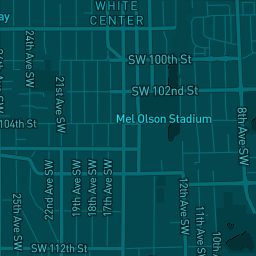 WHITE
CENTER
ay
SW 100th St
24th Ave SW
SW 102nd St
21st Ave SW
Mel Olson Stadium
8th Ave SW
104th St
22nd Ave SW
19th Ave SW
18th Ave SW
17th Ave SW
12th Ave SW
25th Ave SW
11th Ave SW
10th
SW 112th St